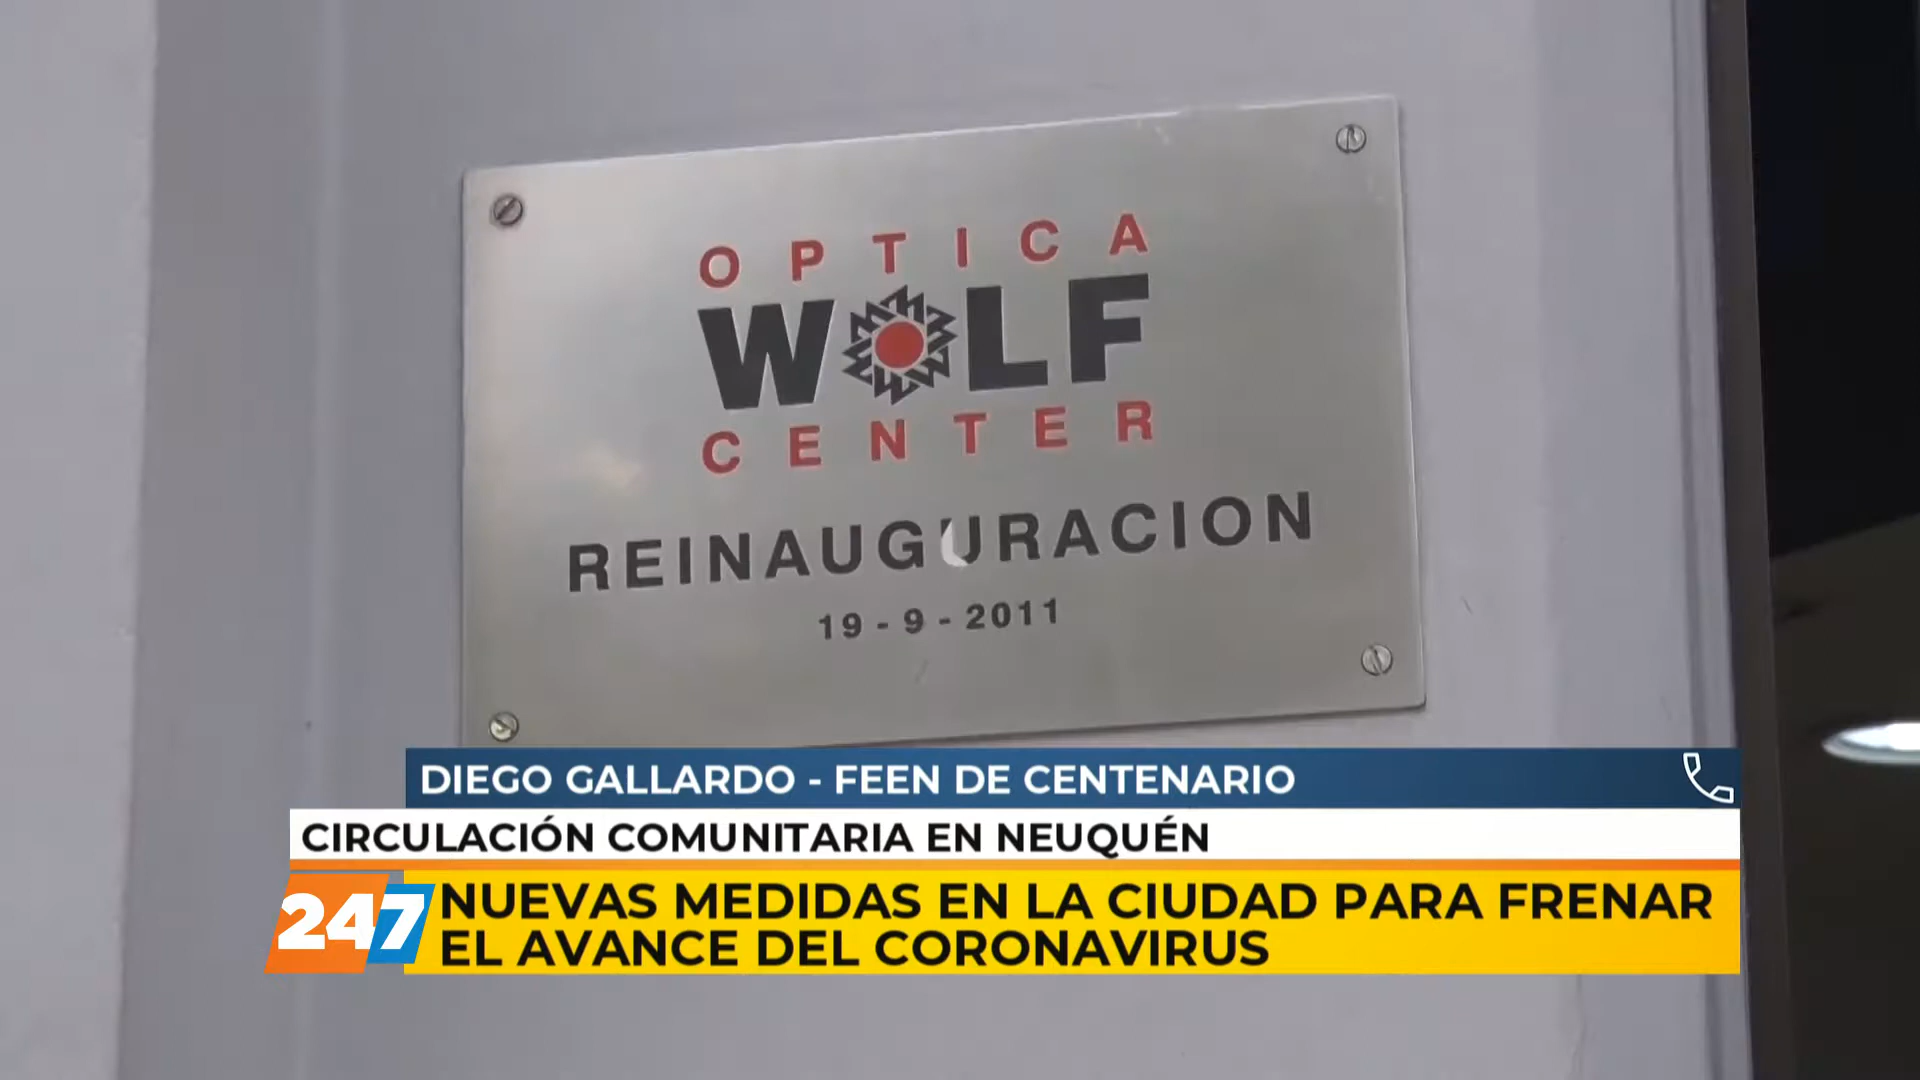 OPTICA
WOLF
CENTER
REINAUGURACION
19 - 9 - 2011
DIEGO GALLARDO - FEEN DE CENTENARIO
CIRCULACIÓN COMUNITARIA EN NEUQUÉN
247
NUEVAS MEDIDAS EN LA CIUDAD PARA FRENAR
EL AVANCE DEL CORONAVIRUS